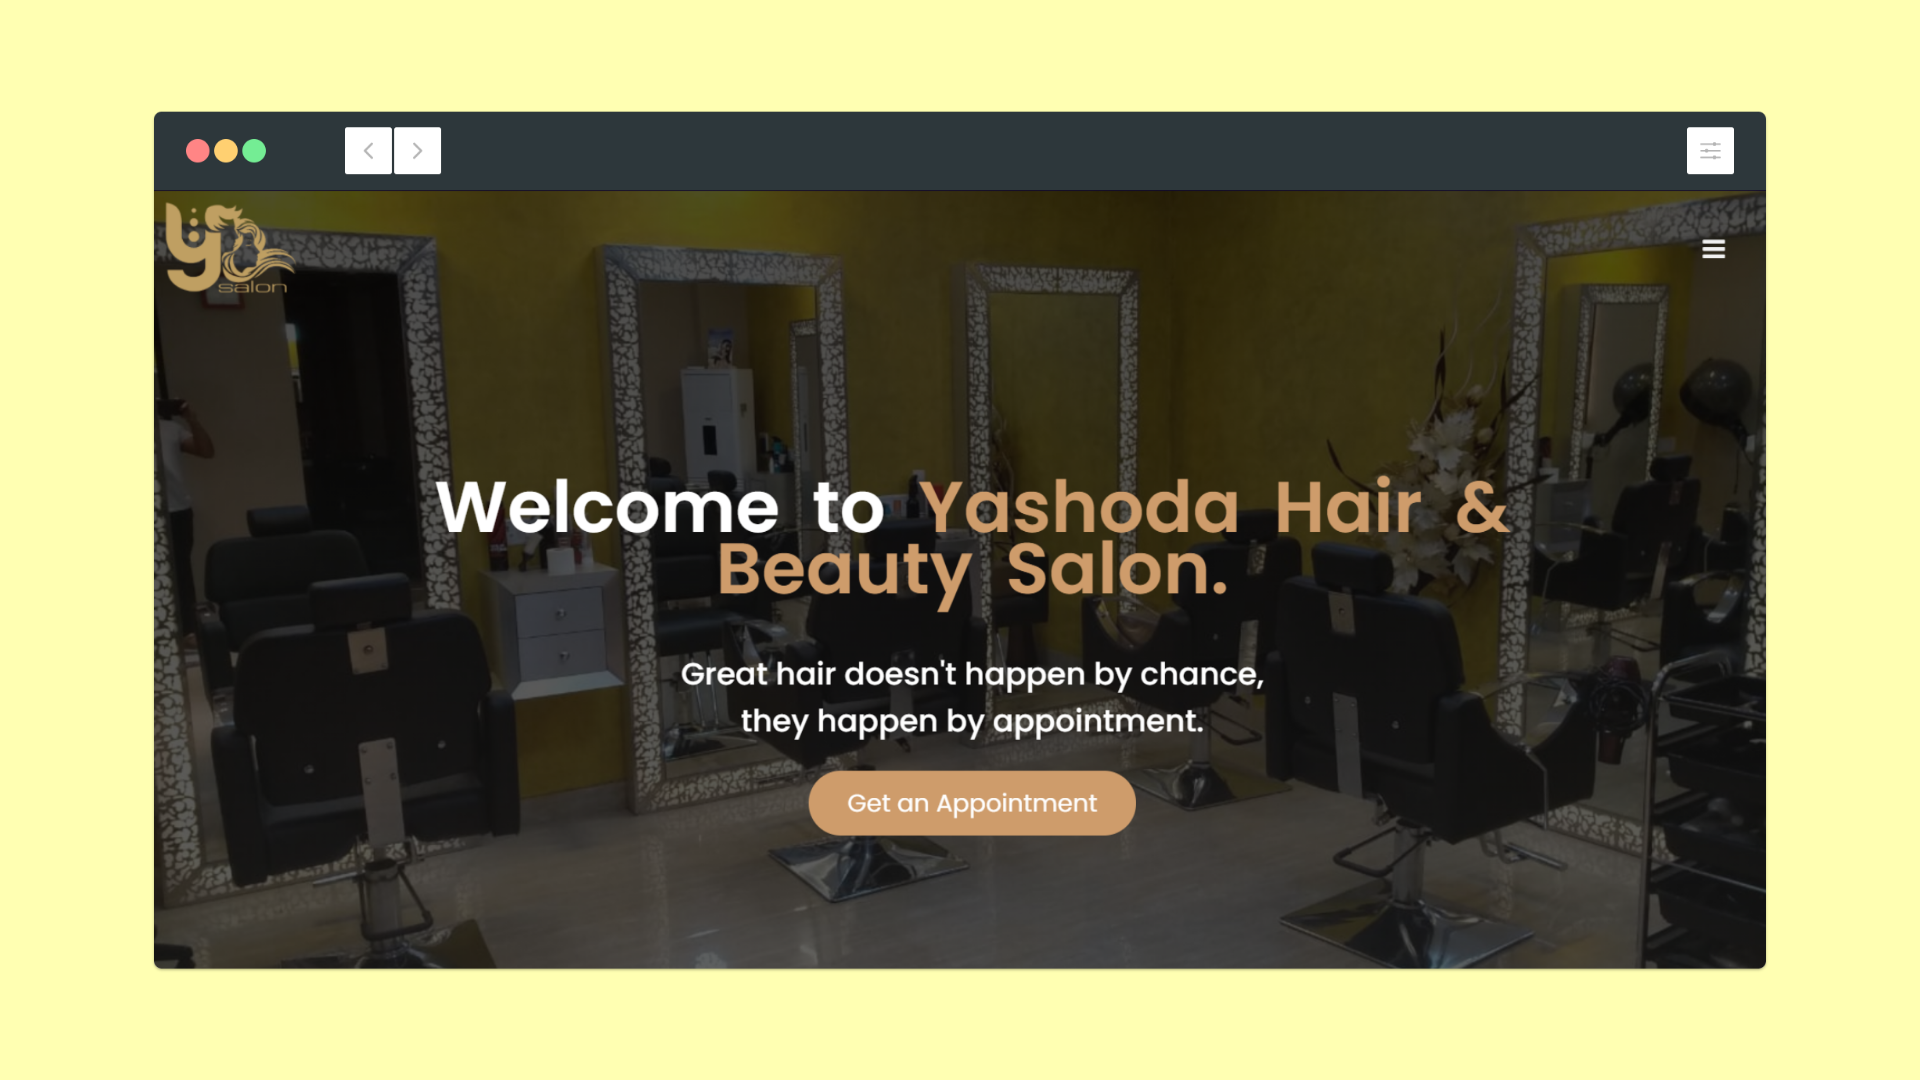 y
salon
Welcome to Yashoda Hair &
Beauty Salon.
Great hair doesn't happen by chance,
they happen by appointment.
Get an Appointment